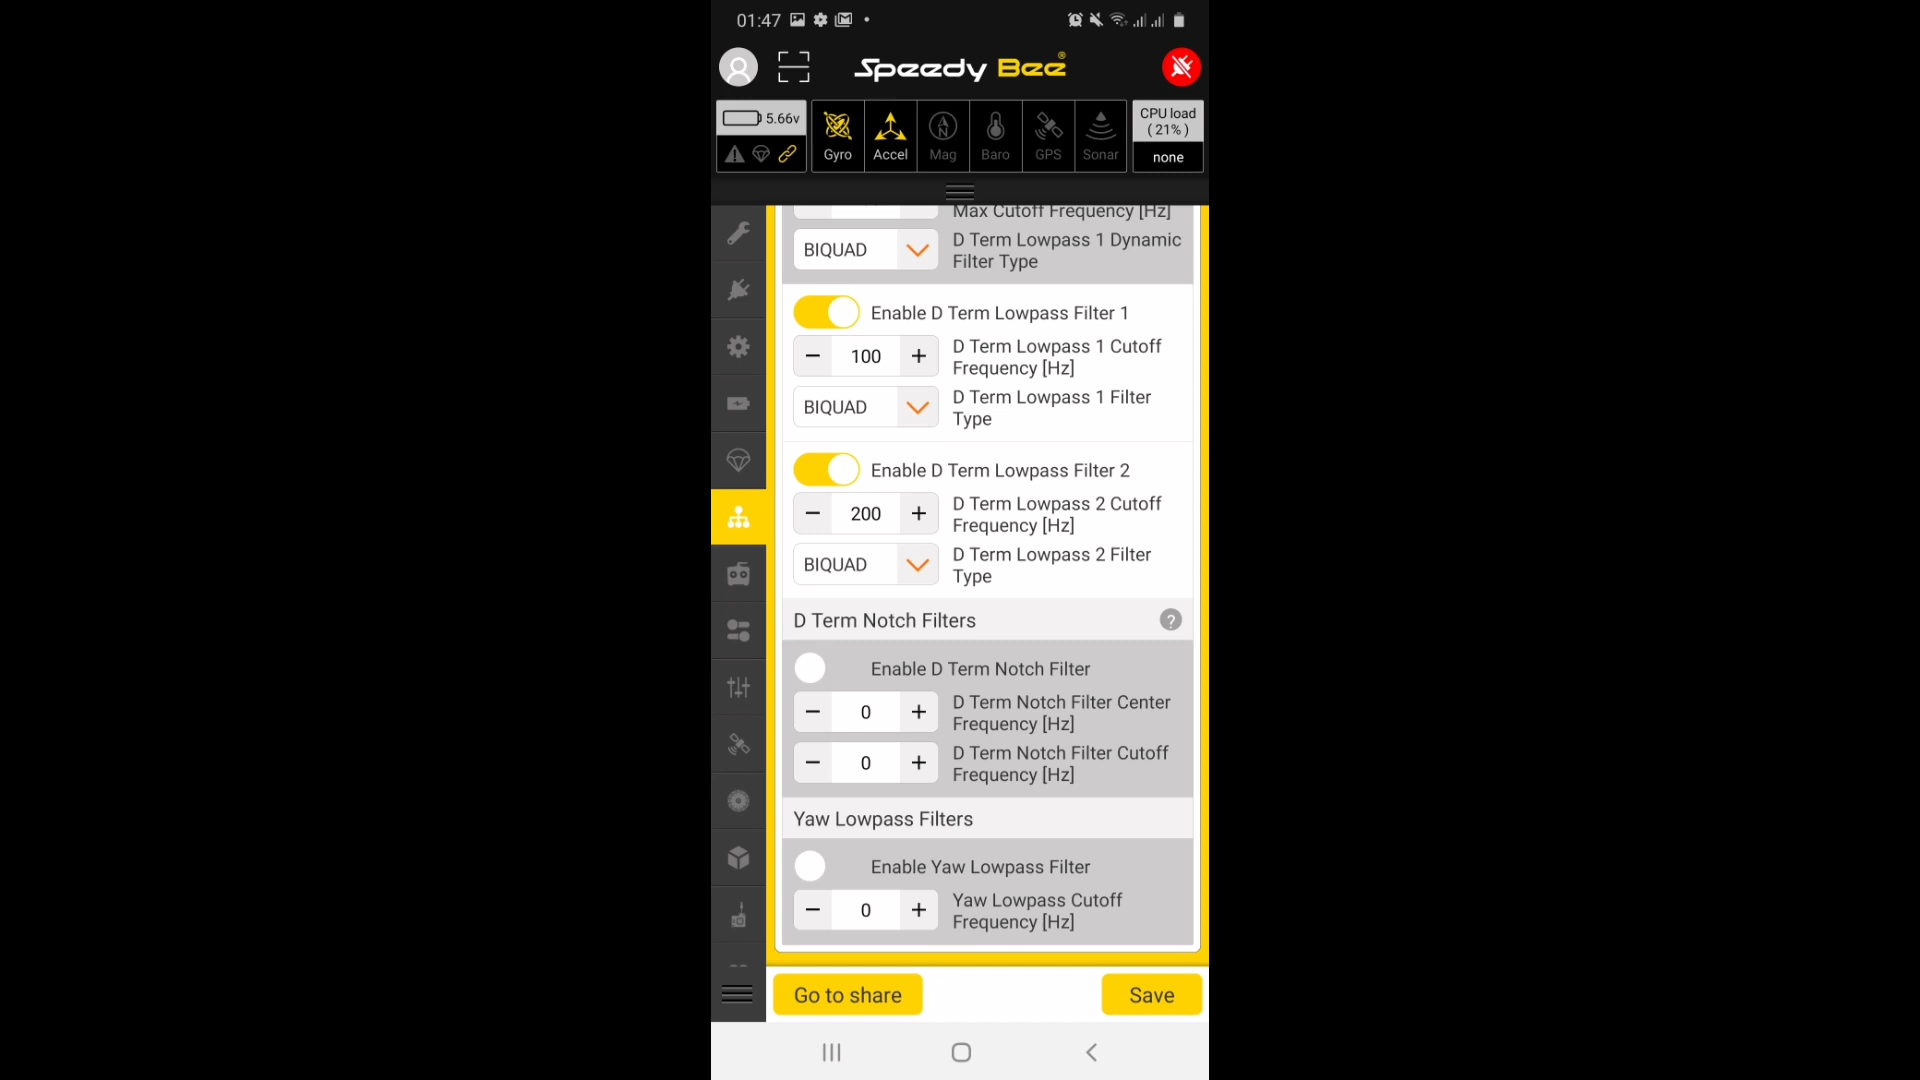 01:47
Speedy Bee
5.66v
Gyro
Accel
Mag
Baro
GPS
Sonar
CPU load
( 21% )
none
Max Cutoff Frequency [Hz]
BIQUAD
D Term Lowpass 1 Dynamic
Filter Type
Enable D Term Lowpass Filter 1
− 100 +
D Term Lowpass 1 Cutoff
Frequency [Hz]
BIQUAD
D Term Lowpass 1 Filter
Type
Enable D Term Lowpass Filter 2
− 200 +
D Term Lowpass 2 Cutoff
Frequency [Hz]
BIQUAD
D Term Lowpass 2 Filter
Type
D Term Notch Filters
?
Enable D Term Notch Filter
− 0 +
D Term Notch Filter Center
Frequency [Hz]
− 0 +
D Term Notch Filter Cutoff
Frequency [Hz]
Yaw Lowpass Filters
Enable Yaw Lowpass Filter
− 0 +
Yaw Lowpass Cutoff
Frequency [Hz]
Go to share
Save